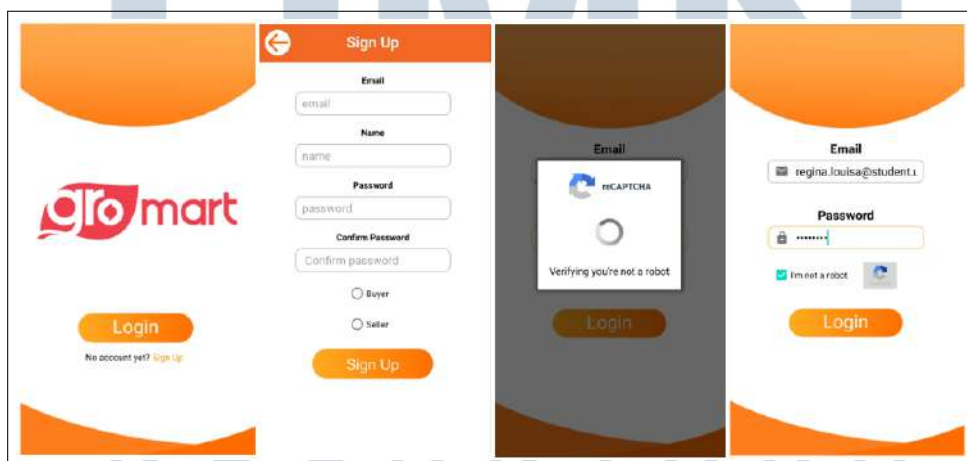 gromart
Login
No account yet? Sign Up
Sign Up
Email
email
Name
name
Password
password
Confirm Password
Confirm password
Buyer
Seller
Sign Up
Email
reCAPTCHA
Verifying you're not a robot
Login
Email
regina.louisa@student.u
Password
I'm not a robot
Login